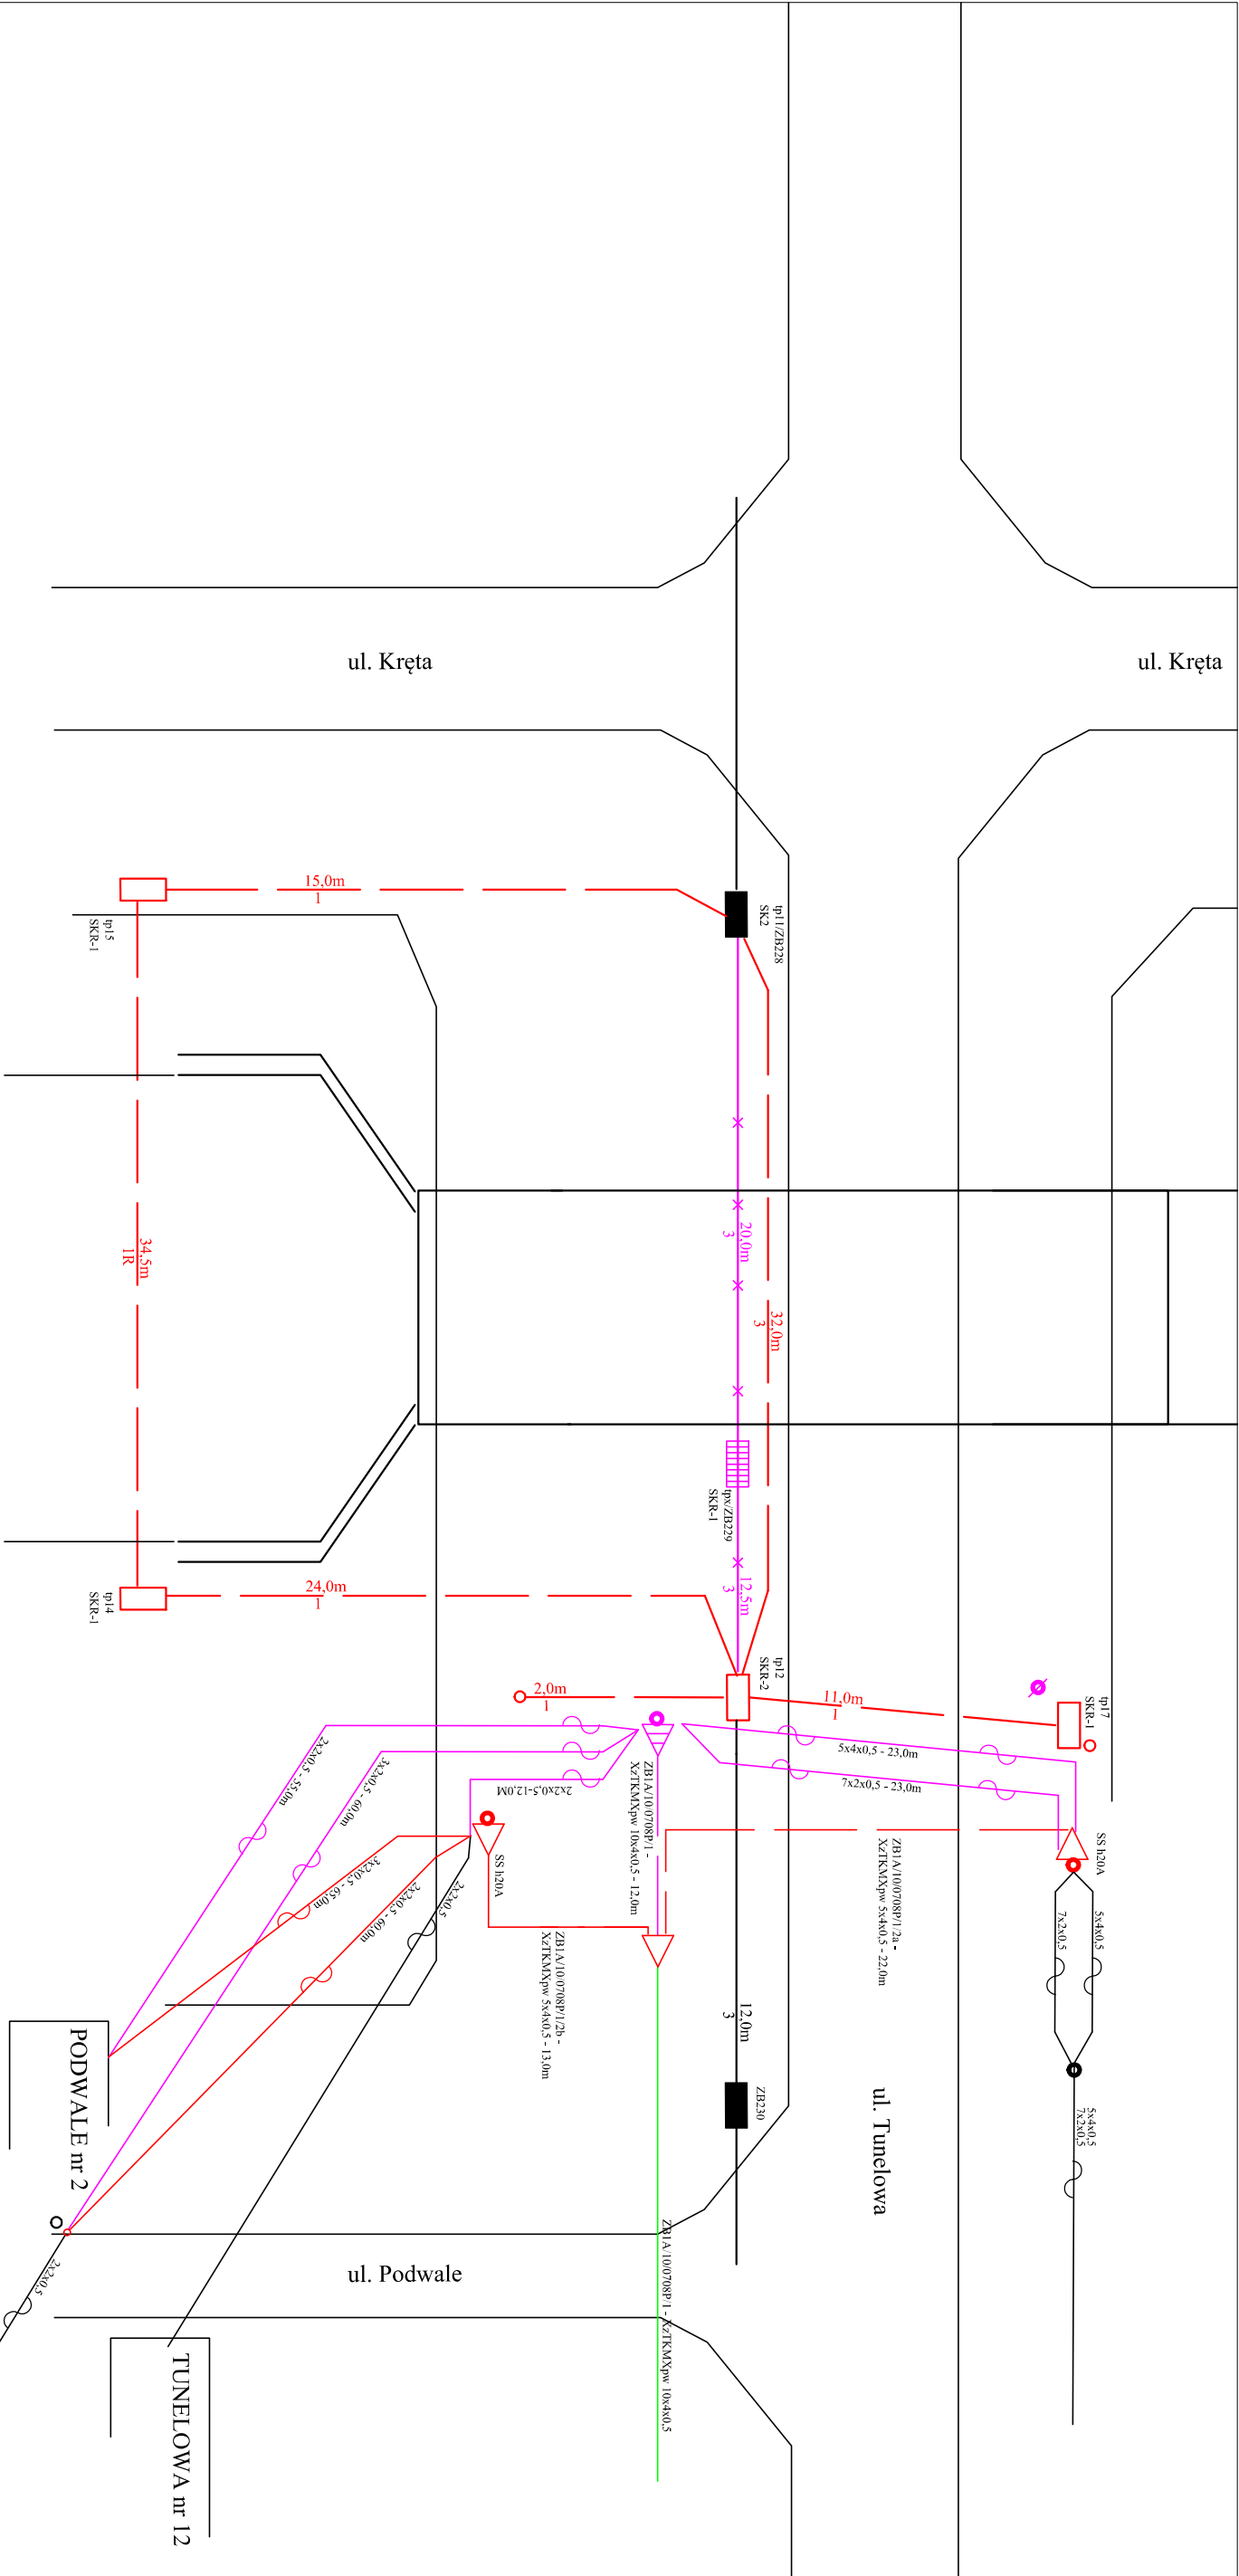 ul. Kręta
ul. Kręta
15,0m
1
tp15
SKR-1
tp11/ZB228
SK2
20,0m
3
32,0m
3
34,5m
1R
tpx/ZB229
SKR-1
12,5m
3
24,0m
1
tp14
SKR-1
tp12
SKR-2
2,0m
1
11,0m
1
tp17
SKR-1
5x4x0,5 - 23,0m
7x2x0,5 - 23,0m
2x2x0,5 - 55,0m
3x2x0,5 - 60,0m
2x2x0,5-12,0M
ZB1A/10/0708P/1 -
XzTKMXpw 10x4x0,5 - 12,0m
SS h20A
SS h20A
3x2x0,5 - 65,0m
2x2x0,5 - 60,0m
2x2x0,5
ZB1A/10/0708P/1/2a -
XzTKMXpw 5x4x0,5 - 22,0m
ZB1A/10/0708P/1/2b -
XzTKMXpw 5x4x0,5 - 13,0m
5x4x0,5
7x2x0,5
12,0m
3
ZB230
5x4x0,5
7x2x0,5
ul. Tunelowa
PODWALE nr 2
2x2x0,5
ul. Podwale
ZB1A/10/0708P/1 - XzTKMXpw 10x4x0,5
TUNELOWA nr 12